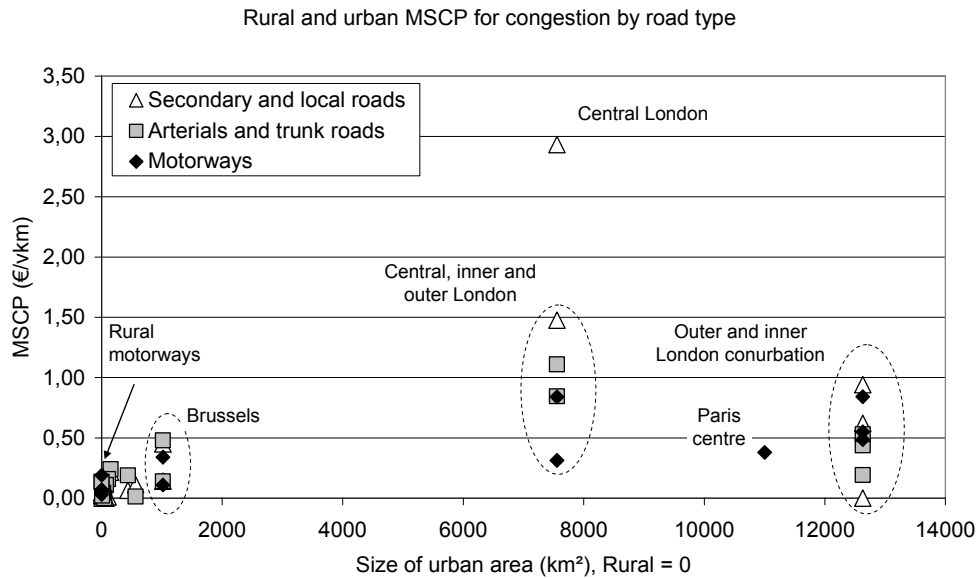 Rural and urban MSCP for congestion by road type
3,50
3,00
2,50
2,00
1,50
1,00
0,50
0,00
MSCP (€/vkm)
Secondary and local roads
Arterials and trunk roads
Motorways
Central London
Central, inner and
outer London
Rural
motorways
Outer and inner
London conurbation
Brussels
Paris
centre
0
2000
4000
6000
8000
10000
12000
14000
Size of urban area (km²), Rural = 0